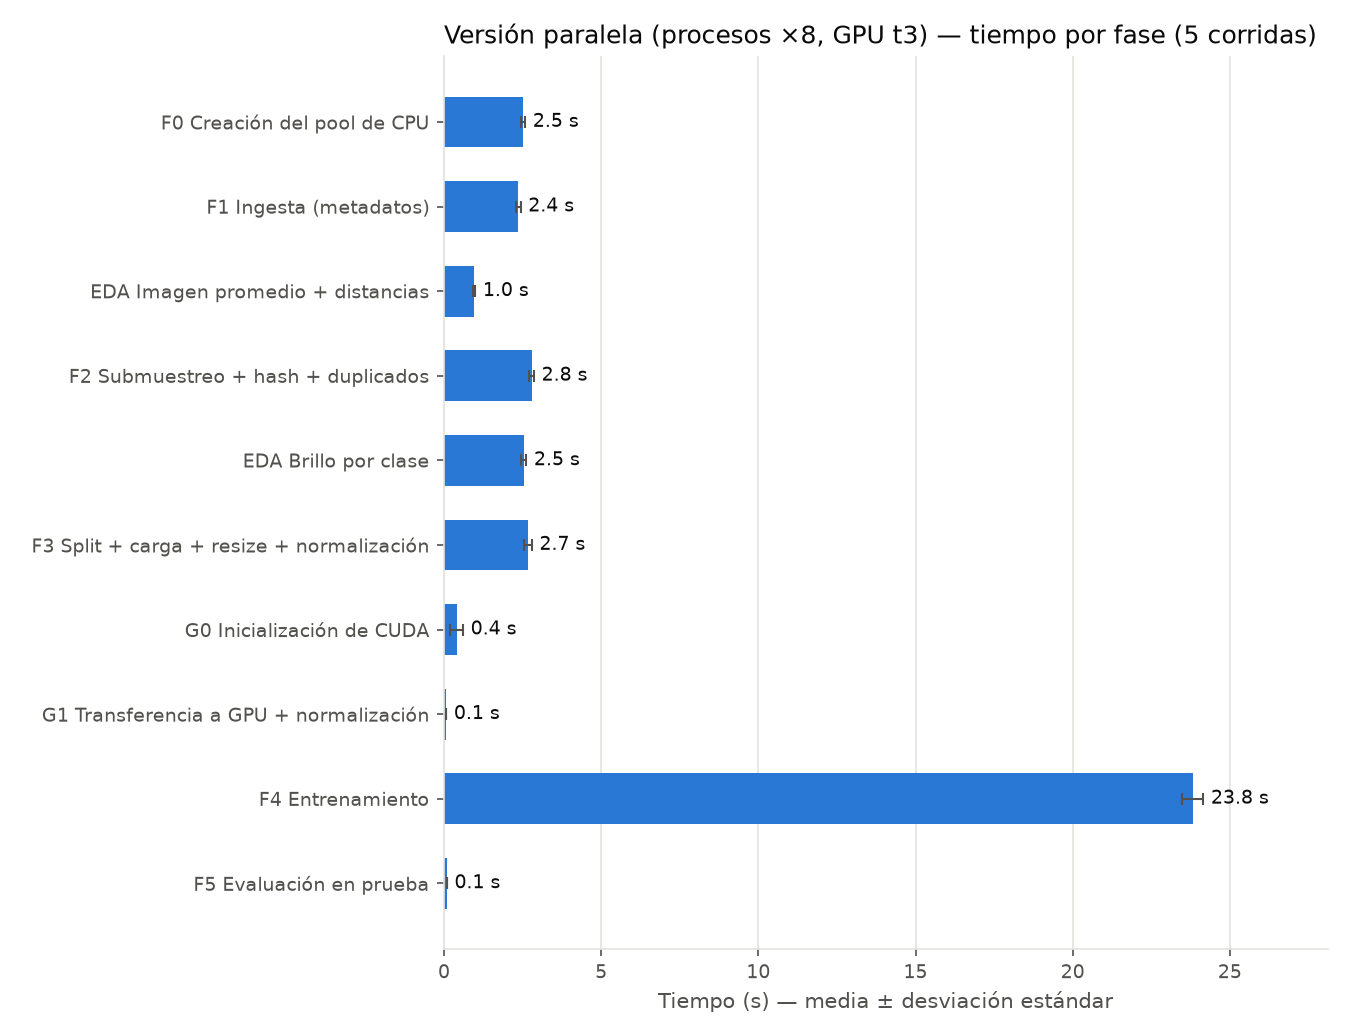 Versión paralela (procesos ×8, GPU t3) — tiempo por fase (5 corridas)
F0 Creación del pool de CPU 2.5 s
F1 Ingesta (metadatos) 2.4 s
EDA Imagen promedio + distancias 1.0 s
F2 Submuestreo + hash + duplicados 2.8 s
EDA Brillo por clase 2.5 s
F3 Split + carga + resize + normalización 2.7 s
G0 Inicialización de CUDA 0.4 s
G1 Transferencia a GPU + normalización 0.1 s
F4 Entrenamiento 23.8 s
F5 Evaluación en prueba 0.1 s
0 5 10 15 20 25
Tiempo (s) — media ± desviación estándar